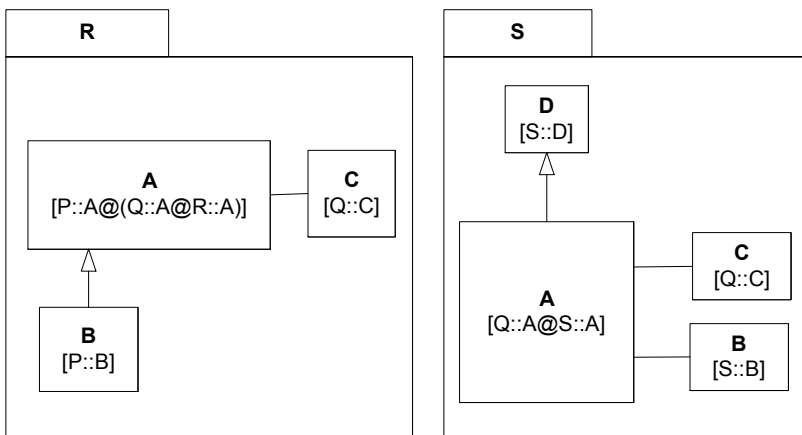 R
A
[P::A@(Q::A@R::A)]
C
[Q::C]
B
[P::B]
S
D
[S::D]
A
[Q::A@S::A]
C
[Q::C]
B
[S::B]